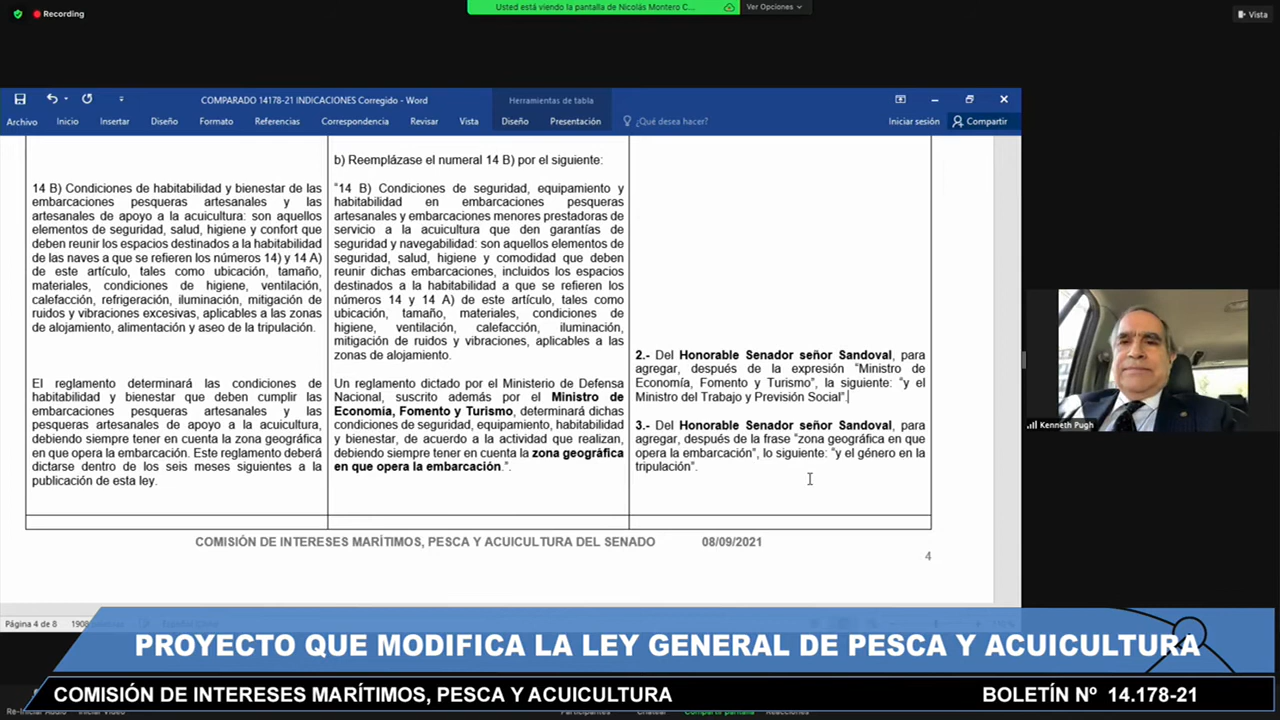 Recording
Usted está viendo la pantalla de Nicolás Montero C...
Ver Opciones
Vista
COMPARADO 14178-21 INDICACIONES Corregido - Word
Herramientas de tabla
Archivo
Inicio
Insertar
Diseño
Formato
Referencias
Correspondencia
Revisar
Vista
Diseño
Presentación
¿Qué desea hacer?
Iniciar sesión
Compartir
14 B) Condiciones de habitabilidad y bienestar de las
embarcaciones pesqueras artesanales y las
artesanales de apoyo a la acuicultura: son aquellos
elementos de seguridad, salud, higiene y confort que
deben reunir los espacios destinados a la habitabilidad
de las naves a que se refieren los números 14) y 14 A)
de este artículo, tales como ubicación, tamaño,
materiales, condiciones de higiene, ventilación,
calefacción, refrigeración, iluminación, mitigación de
ruidos y vibraciones excesivas, aplicables a las zonas
de alojamiento, alimentación y aseo de la tripulación.
El reglamento determinará las condiciones de
habitabilidad y bienestar que deben cumplir las
embarcaciones pesqueras artesanales y las
pesqueras artesanales de apoyo a la acuicultura,
debiendo siempre tener en cuenta la zona geográfica
en que opera la embarcación. Este reglamento deberá
dictarse dentro de los seis meses siguientes a la
publicación de esta ley.
b) Reemplázase el numeral 14 B) por el siguiente:
"14 B) Condiciones de seguridad, equipamiento y
habitabilidad en embarcaciones pesqueras
artesanales y embarcaciones menores prestadoras de
servicio a la acuicultura que den garantías de
seguridad y navegabilidad: son aquellos elementos de
seguridad, salud, higiene y comodidad que deben
reunir dichas embarcaciones, incluidos los espacios
destinados a la habitabilidad a que se refieren los
números 14 y 14 A) de este artículo, tales como
ubicación, tamaño, materiales, condiciones de
higiene, ventilación, calefacción, iluminación,
mitigación de ruidos y vibraciones, aplicables a las
zonas de alojamiento.
Un reglamento dictado por el Ministerio de Defensa
Nacional, suscrito además por el Ministro de
Economía, Fomento y Turismo, determinará dichas
condiciones de seguridad, equipamiento, habitabilidad
y bienestar, de acuerdo a la actividad que realizan,
debiendo siempre tener en cuenta la zona geográfica
en que opera la embarcación.".
2.- Del Honorable Senador señor Sandoval, para
agregar, después de la expresión "Ministro de
Economía, Fomento y Turismo", la siguiente: "y el
Ministro del Trabajo y Previsión Social".
3.- Del Honorable Senador señor Sandoval, para
agregar, después de la frase "zona geográfica en que
opera la embarcación", lo siguiente: "y el género en la
tripulación".
COMISIÓN DE INTERESES MARÍTIMOS, PESCA Y ACUICULTURA DEL SENADO 08/09/2021
4
Kenneth Pugh
Página 4 de 8
PROYECTO QUE MODIFICA LA LEY GENERAL DE PESCA Y ACUICULTURA
COMISIÓN DE INTERESES MARÍTIMOS, PESCA Y ACUICULTURA
BOLETÍN Nº 14.178-21